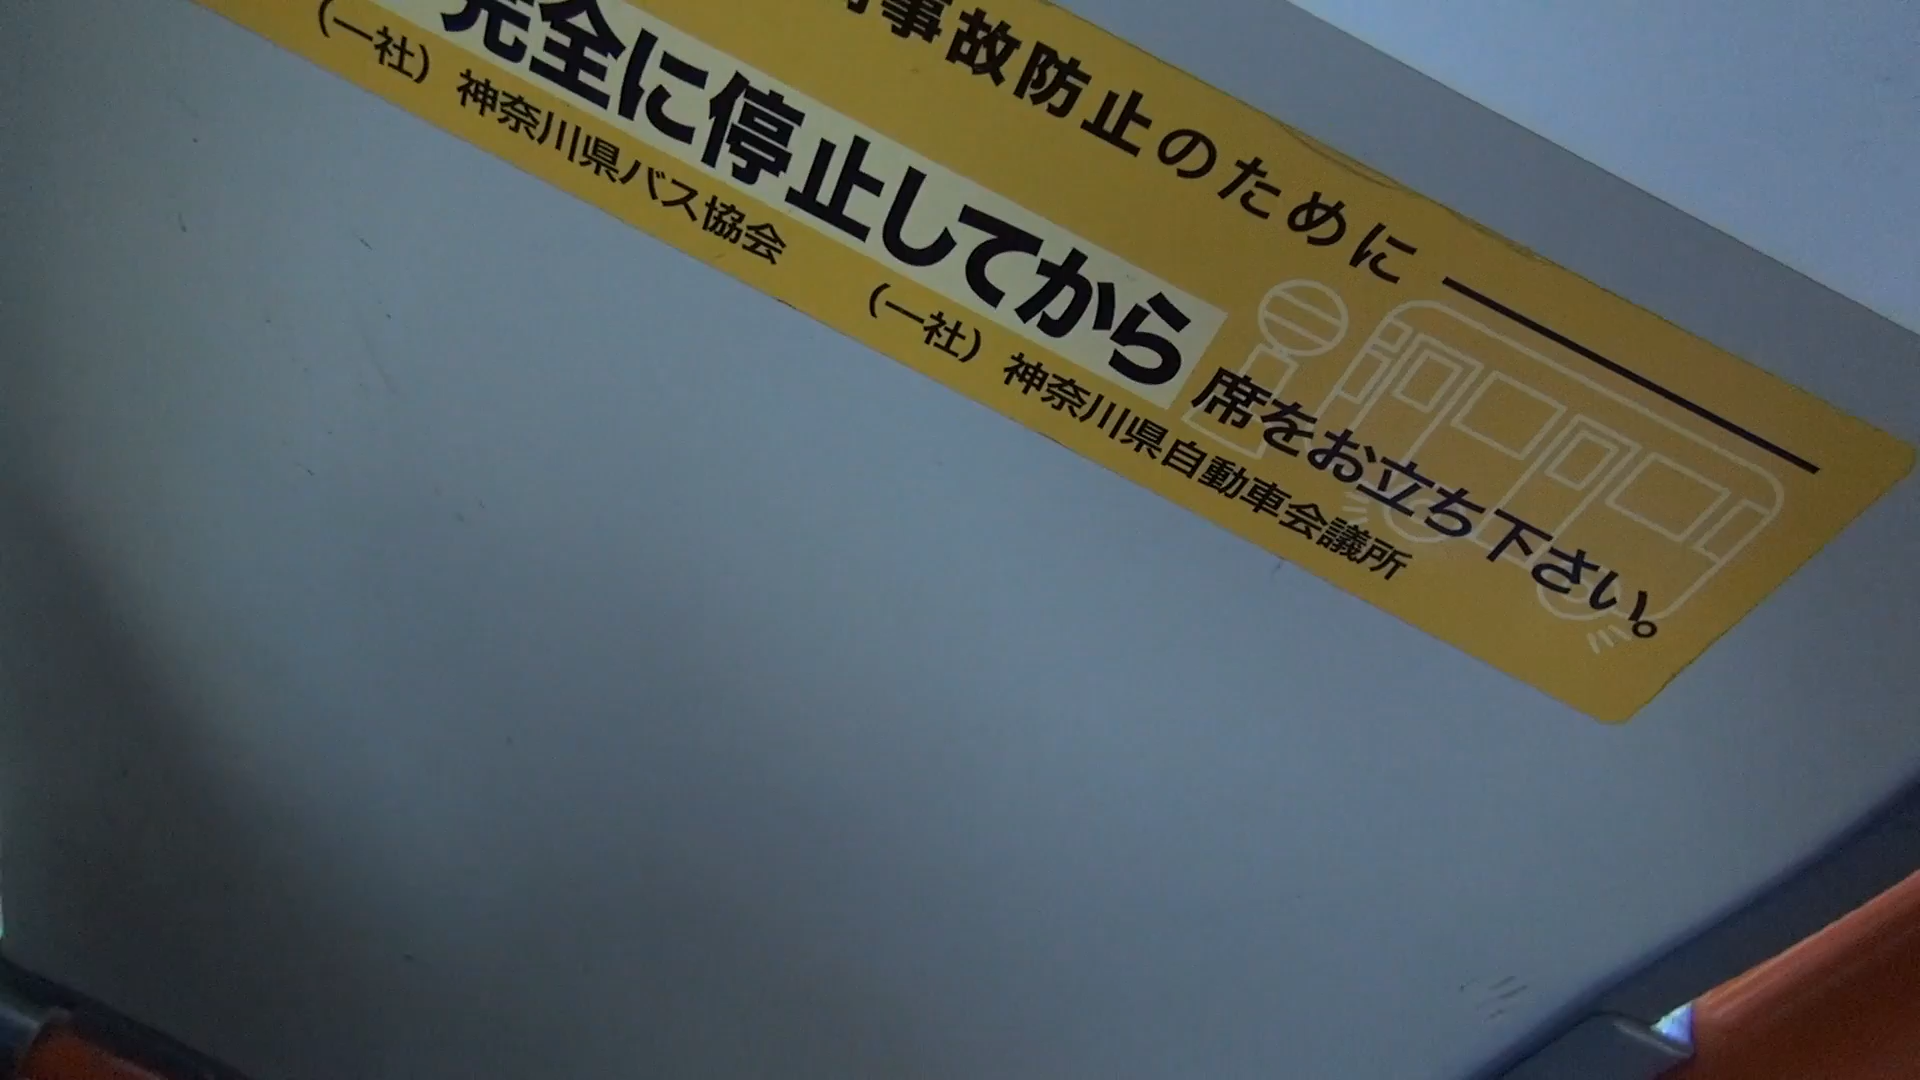 事故防止のために
完全に停止してから 席をお立ち下さい。
（一社）神奈川県バス協会 （一社）神奈川県自動車会議所